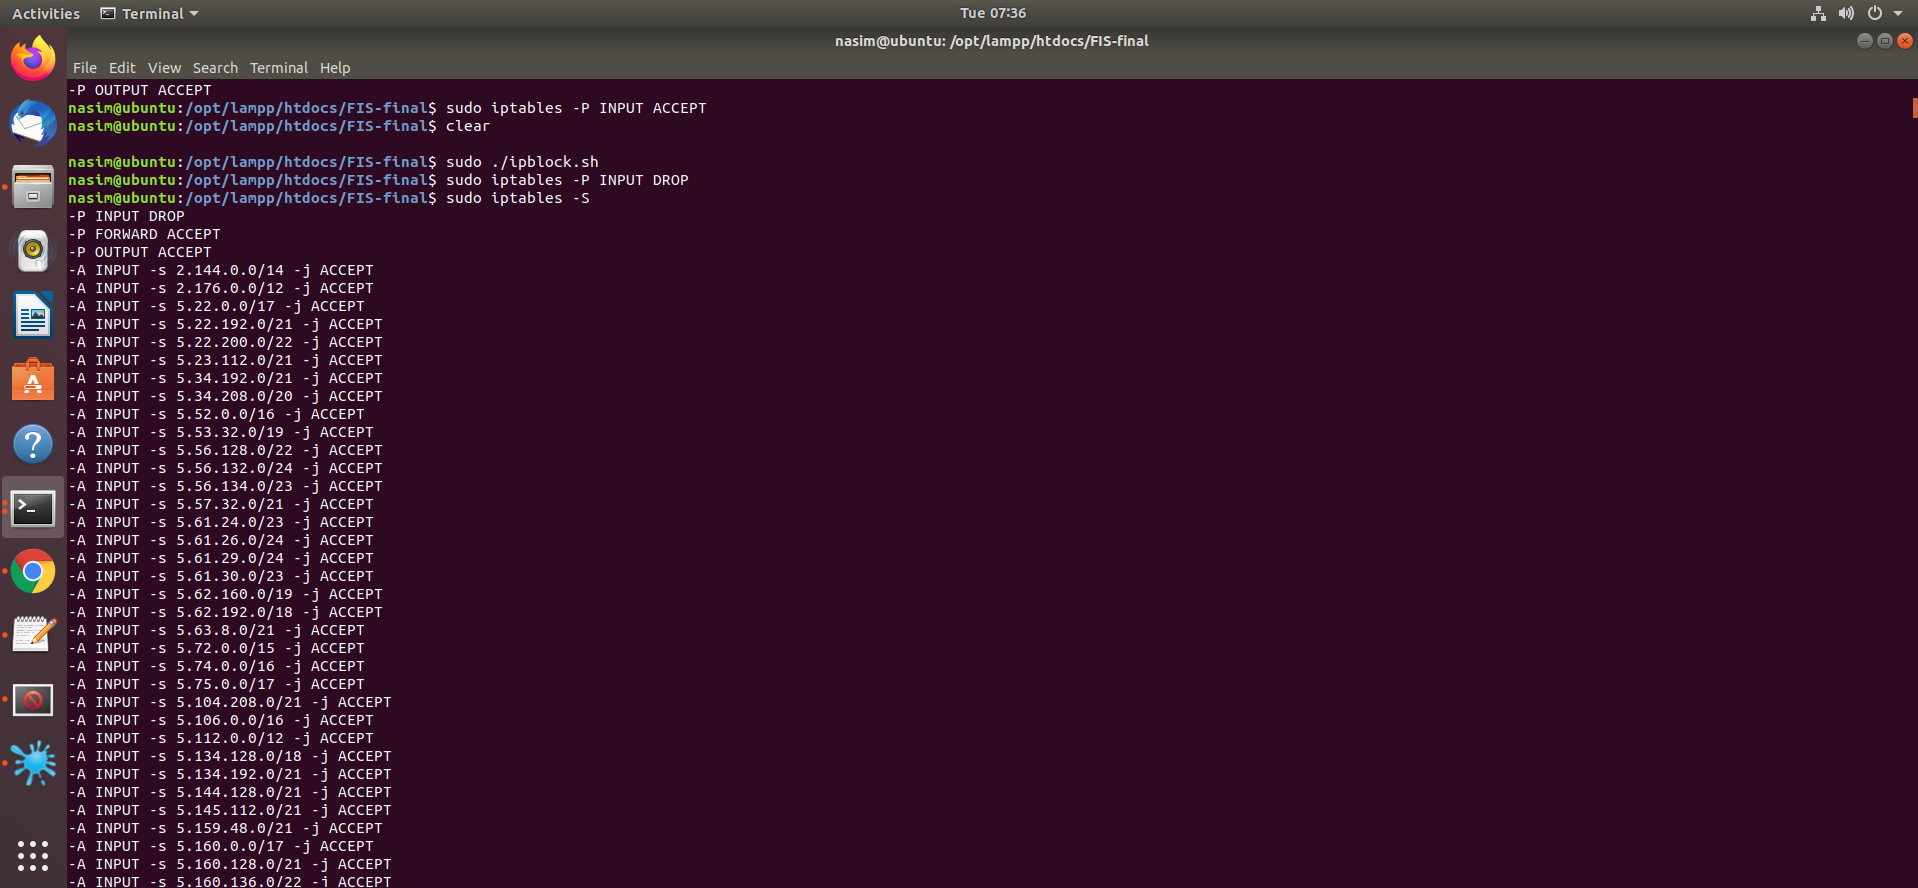 Activities Terminal Tue 07:36
nasim@ubuntu: /opt/lampp/htdocs/FIS-final
File Edit View Search Terminal Help
-P OUTPUT ACCEPT
nasim@ubuntu:/opt/lampp/htdocs/FIS-final$ sudo iptables -P INPUT ACCEPT
nasim@ubuntu:/opt/lampp/htdocs/FIS-final$ clear
nasim@ubuntu:/opt/lampp/htdocs/FIS-final$ sudo ./ipblock.sh
nasim@ubuntu:/opt/lampp/htdocs/FIS-final$ sudo iptables -P INPUT DROP
nasim@ubuntu:/opt/lampp/htdocs/FIS-final$ sudo iptables -S
-P INPUT DROP
-P FORWARD ACCEPT
-P OUTPUT ACCEPT
-A INPUT -s 2.144.0.0/14 -j ACCEPT
-A INPUT -s 2.176.0.0/12 -j ACCEPT
-A INPUT -s 5.22.0.0/17 -j ACCEPT
-A INPUT -s 5.22.192.0/21 -j ACCEPT
-A INPUT -s 5.22.200.0/22 -j ACCEPT
-A INPUT -s 5.23.112.0/21 -j ACCEPT
-A INPUT -s 5.34.192.0/21 -j ACCEPT
-A INPUT -s 5.34.208.0/20 -j ACCEPT
-A INPUT -s 5.52.0.0/16 -j ACCEPT
-A INPUT -s 5.53.32.0/19 -j ACCEPT
-A INPUT -s 5.56.128.0/22 -j ACCEPT
-A INPUT -s 5.56.132.0/24 -j ACCEPT
-A INPUT -s 5.56.134.0/23 -j ACCEPT
-A INPUT -s 5.57.32.0/21 -j ACCEPT
-A INPUT -s 5.61.24.0/23 -j ACCEPT
-A INPUT -s 5.61.26.0/24 -j ACCEPT
-A INPUT -s 5.61.29.0/24 -j ACCEPT
-A INPUT -s 5.61.30.0/23 -j ACCEPT
-A INPUT -s 5.62.160.0/19 -j ACCEPT
-A INPUT -s 5.62.192.0/18 -j ACCEPT
-A INPUT -s 5.63.8.0/21 -j ACCEPT
-A INPUT -s 5.72.0.0/15 -j ACCEPT
-A INPUT -s 5.74.0.0/16 -j ACCEPT
-A INPUT -s 5.75.0.0/17 -j ACCEPT
-A INPUT -s 5.104.208.0/21 -j ACCEPT
-A INPUT -s 5.106.0.0/16 -j ACCEPT
-A INPUT -s 5.112.0.0/12 -j ACCEPT
-A INPUT -s 5.134.128.0/18 -j ACCEPT
-A INPUT -s 5.134.192.0/21 -j ACCEPT
-A INPUT -s 5.144.128.0/21 -j ACCEPT
-A INPUT -s 5.145.112.0/21 -j ACCEPT
-A INPUT -s 5.159.48.0/21 -j ACCEPT
-A INPUT -s 5.160.0.0/17 -j ACCEPT
-A INPUT -s 5.160.128.0/21 -j ACCEPT
-A INPUT -s 5.160.136.0/22 -j ACCEPT